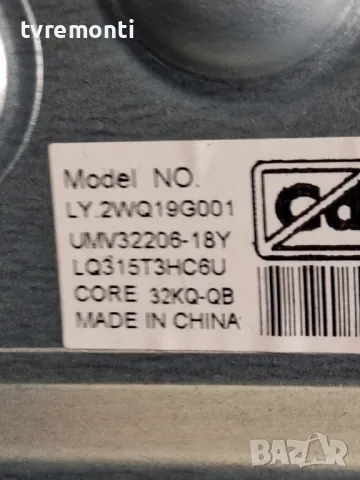 tvremonti
Model NO.
LY.2WQ19G001
UMV32206-18Y
LQ315T3HC6U
CORE 32KQ-QB
MADE IN CHINA
BAZAR